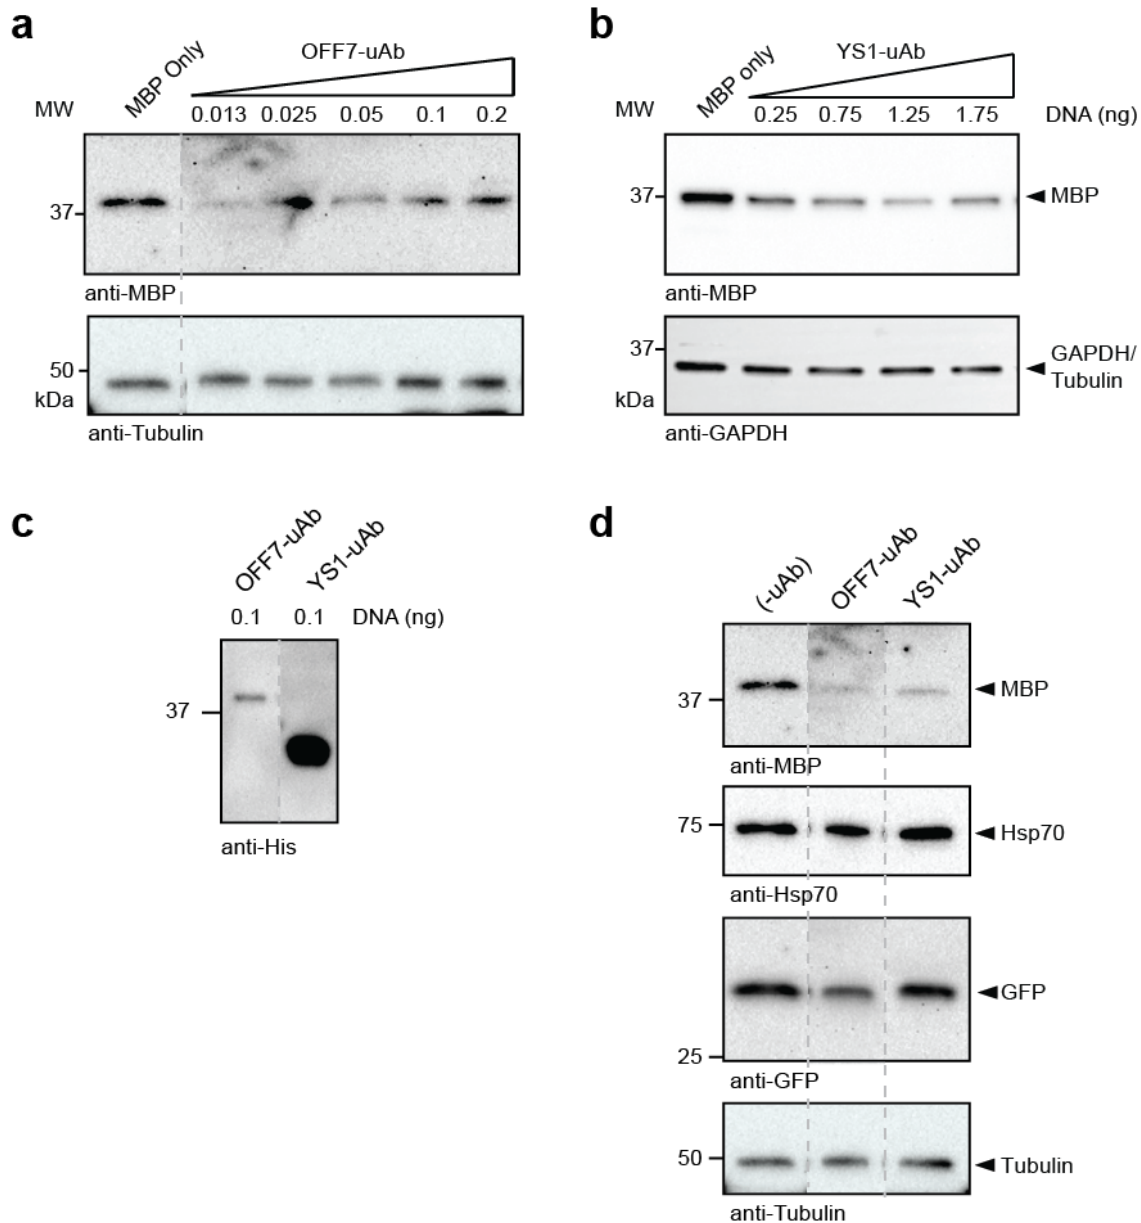 a
OFF7-uAb
MBP Only
MW
0.013 0.025 0.05 0.1 0.2
37
anti-MBP
50
kDa
anti-Tubulin
b
YS1-uAb
MBP only
MW
0.25 0.75 1.25 1.75 DNA (ng)
37
MBP
anti-MBP
37
GAPDH/
Tubulin
kDa
anti-GAPDH
c
OFF7-uAb
YS1-uAb
0.1 0.1 DNA (ng)
37
anti-His
d
(-uAb)
OFF7-uAb
YS1-uAb
MBP
37
anti-MBP
75
Hsp70
anti-Hsp70
GFP
25
anti-GFP
50
Tubulin
anti-Tubulin